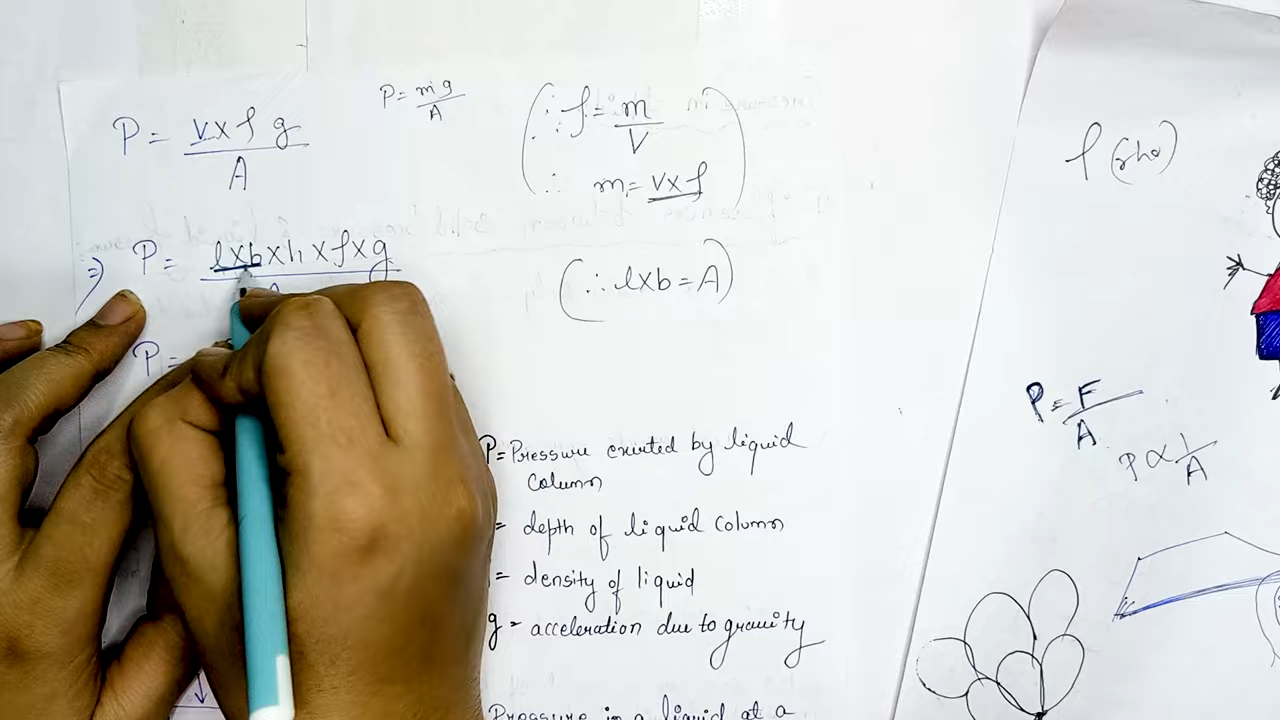 P = mg/A
P = V×ρ g/A
(∵ ρ = m/V
∴ m = V×ρ)
⇒ P = l×b×h×ρ×g
(∵ l×b = A)
P =
P = Pressure exerted by liquid
column
= depth of liquid column
= density of liquid
g = acceleration due to gravity
Pressure in a liquid at a
ρ (rho)
P = F/A
P ∝ 1/A